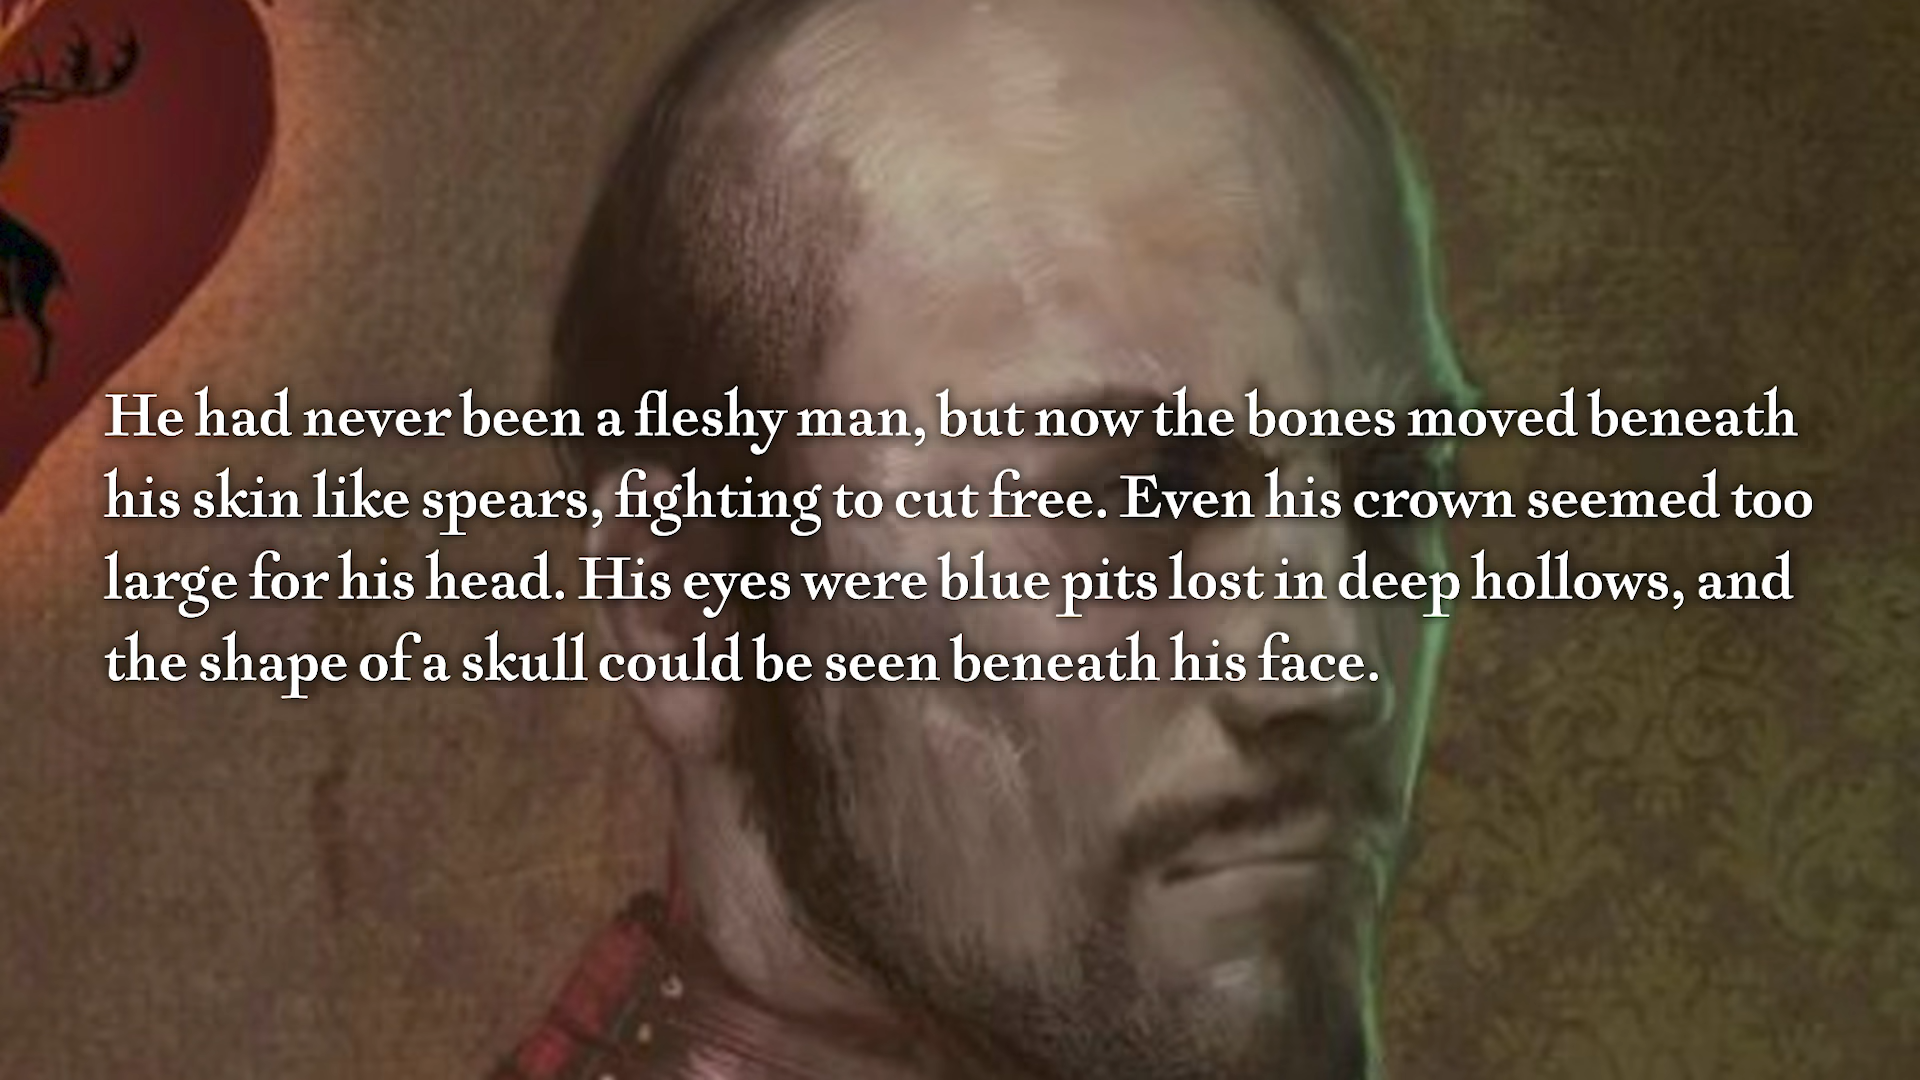 He had never been a fleshy man, but now the bones moved beneath
his skin like spears, fighting to cut free. Even his crown seemed too
large for his head. His eyes were blue pits lost in deep hollows, and
the shape of a skull could be seen beneath his face.